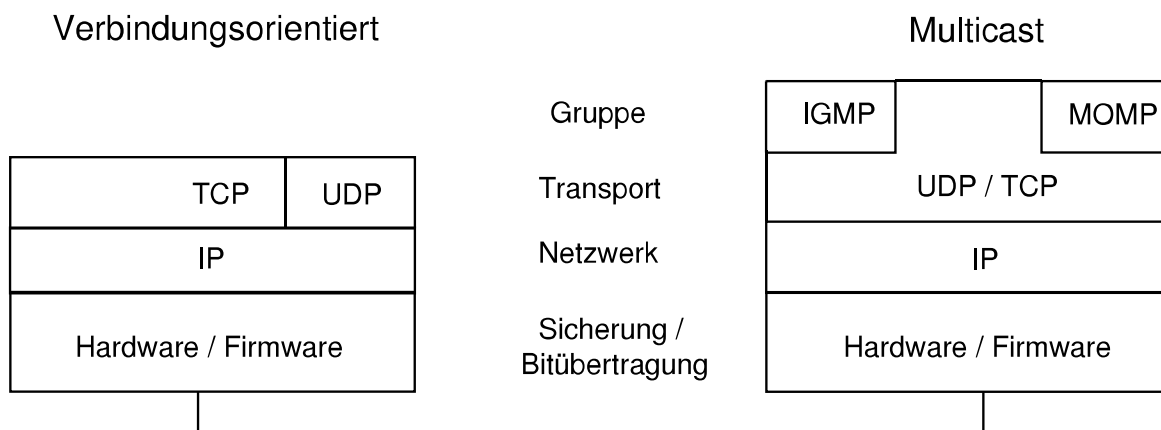 Verbindungsorientiert
Multicast
Gruppe
IGMP
MOMP
TCP
UDP
Transport
UDP / TCP
IP
Netzwerk
IP
Hardware / Firmware
Sicherung /
Bitübertragung
Hardware / Firmware